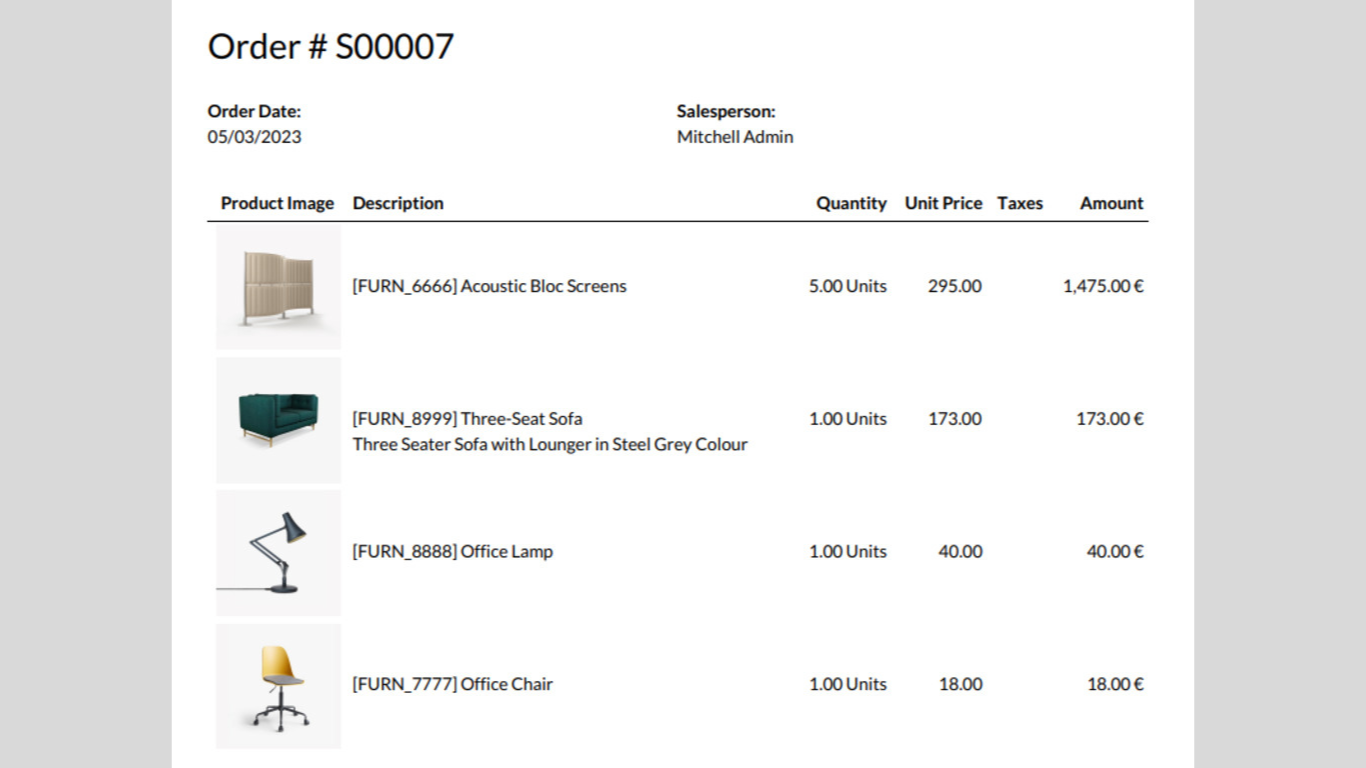 Order # S00007
Order Date: Salesperson:
05/03/2023 Mitchell Admin
Product Image Description Quantity Unit Price Taxes Amount
[FURN_6666] Acoustic Bloc Screens 5.00 Units 295.00 1,475.00 €
[FURN_8999] Three-Seat Sofa 1.00 Units 173.00 173.00 €
Three Seater Sofa with Lounger in Steel Grey Colour
[FURN_8888] Office Lamp 1.00 Units 40.00 40.00 €
[FURN_7777] Office Chair 1.00 Units 18.00 18.00 €